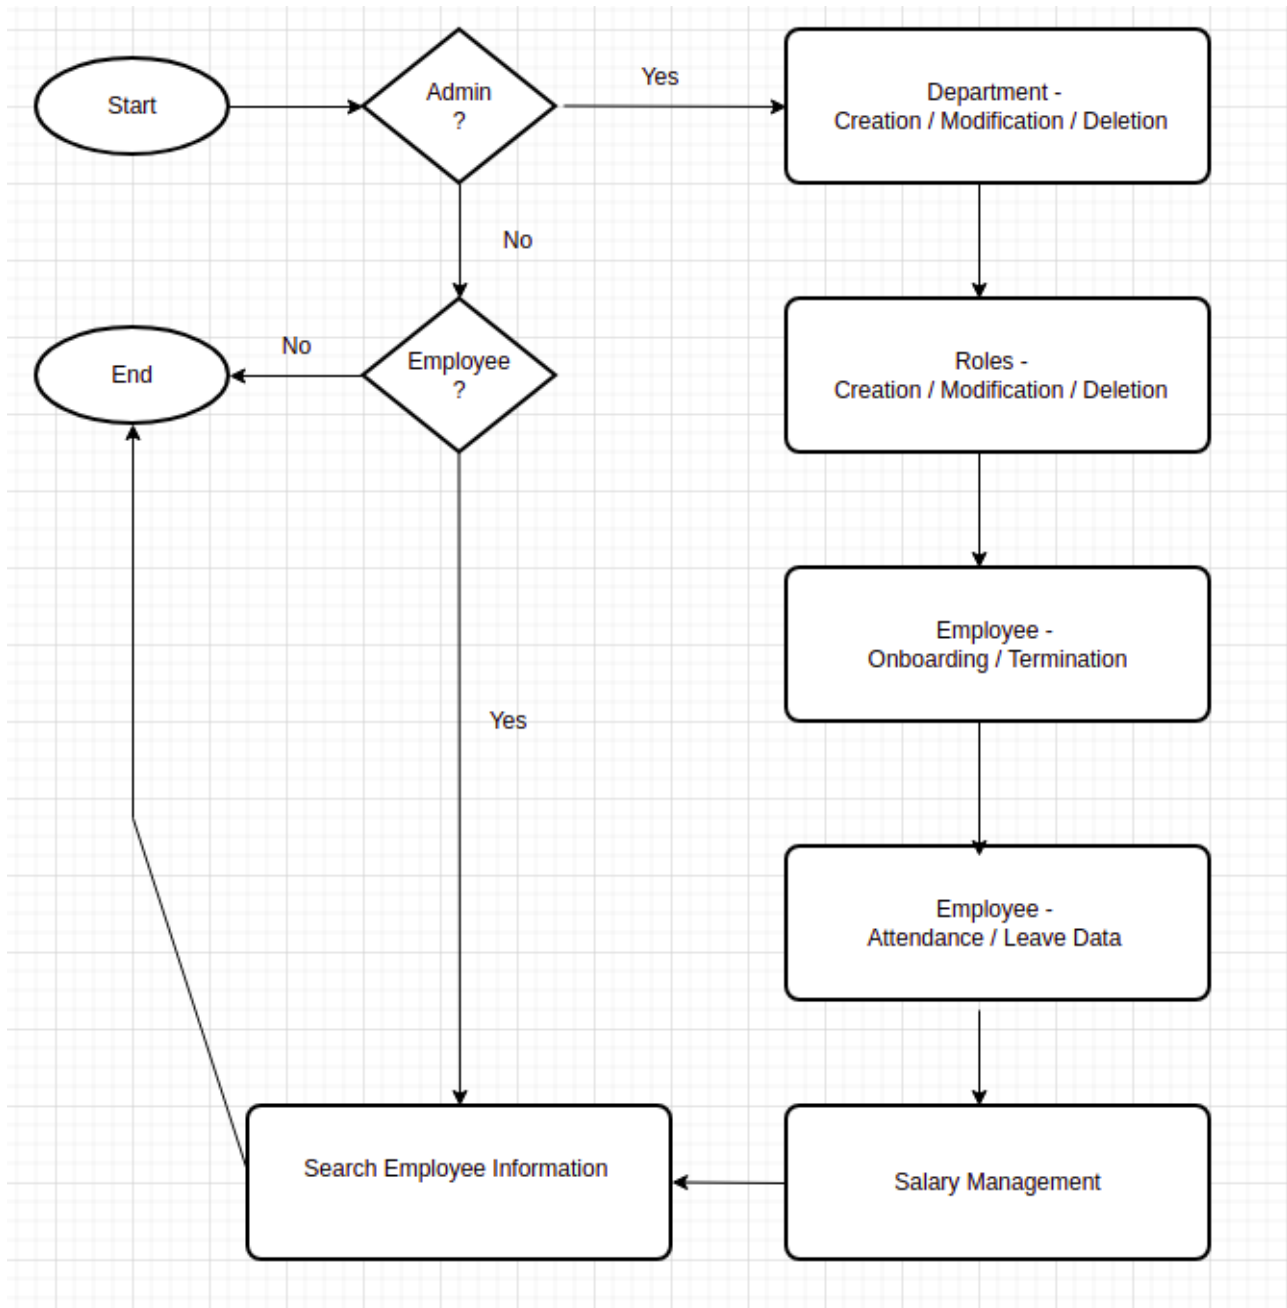 Start
Admin
?
Yes
Department -
Creation / Modification / Deletion
No
End
No
Employee
?
Roles -
Creation / Modification / Deletion
Employee -
Onboarding / Termination
Yes
Employee -
Attendance / Leave Data
Search Employee Information
Salary Management